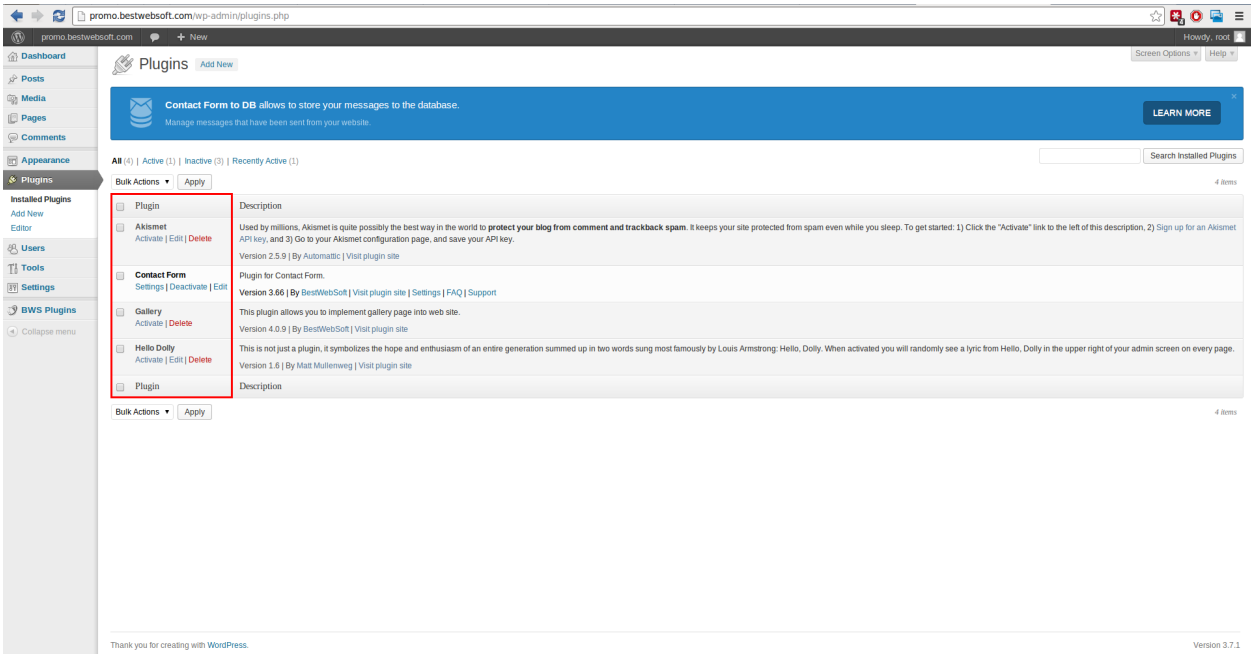 promo.bestwebsoft.com/wp-admin/plugins.php
promo.bestwebsoft.com + New Howdy, root
Screen Options Help
Dashboard
Posts
Media
Pages
Comments
Appearance
Plugins
Installed Plugins
Add New
Editor
Users
Tools
Settings
BWS Plugins
Collapse menu
Plugins Add New
Contact Form to DB allows to store your messages to the database.
Manage messages that have been sent from your website.
LEARN MORE
All (4) | Active (1) | Inactive (3) | Recently Active (1)
Search Installed Plugins
Bulk Actions Apply 4 items
Plugin Description
Akismet
Activate | Edit | Delete
Used by millions, Akismet is quite possibly the best way in the world to protect your blog from comment and trackback spam. It keeps your site protected from spam even while you sleep. To get started: 1) Click the "Activate" link to the left of this description, 2) Sign up for an Akismet
API key, and 3) Go to your Akismet configuration page, and save your API key.
Version 2.5.9 | By Automattic | Visit plugin site
Contact Form
Settings | Deactivate | Edit
Plugin for Contact Form.
Version 3.66 | By BestWebSoft | Visit plugin site | Settings | FAQ | Support
Gallery
Activate | Delete
This plugin allows you to implement gallery page into web site.
Version 4.0.9 | By BestWebSoft | Visit plugin site
Hello Dolly
Activate | Edit | Delete
This is not just a plugin, it symbolizes the hope and enthusiasm of an entire generation summed up in two words sung most famously by Louis Armstrong: Hello, Dolly. When activated you will randomly see a lyric from Hello, Dolly in the upper right of your admin screen on every page.
Version 1.6 | By Matt Mullenweg | Visit plugin site
Plugin Description
Bulk Actions Apply 4 items
Thank you for creating with WordPress. Version 3.7.1